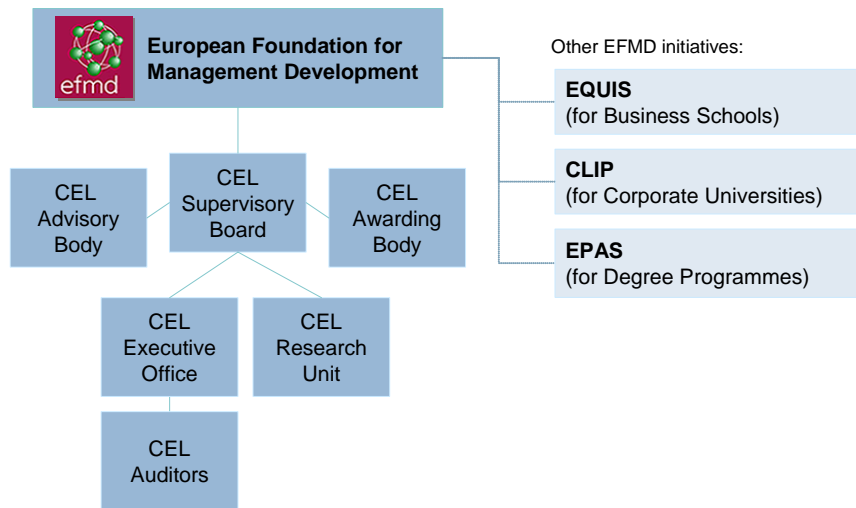 efmd
European Foundation for
Management Development
Other EFMD initiatives:
EQUIS
(for Business Schools)
CLIP
(for Corporate Universities)
EPAS
(for Degree Programmes)
CEL
Advisory
Body
CEL
Supervisory
Board
CEL
Awarding
Body
CEL
Executive
Office
CEL
Research
Unit
CEL
Auditors